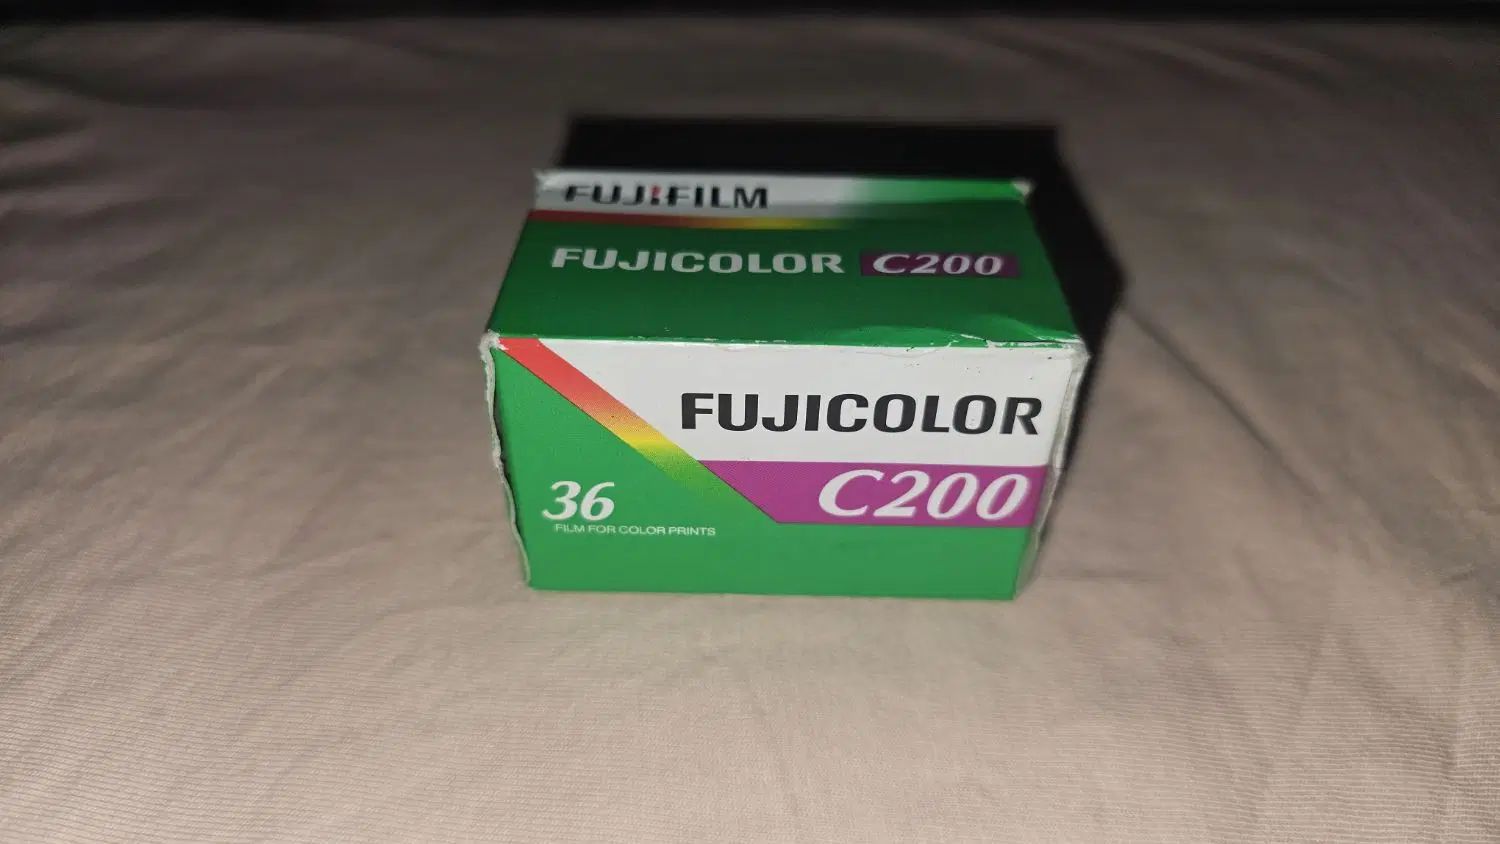 FUJIFILM
FUJICOLOR C200
FUJICOLOR
C200
36
FILM FOR COLOR PRINTS